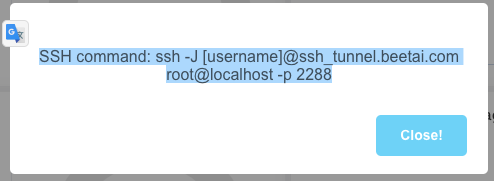 SSH command: ssh -J [username]@ssh_tunnel.beetai.com
root@localhost -p 2288
Close!